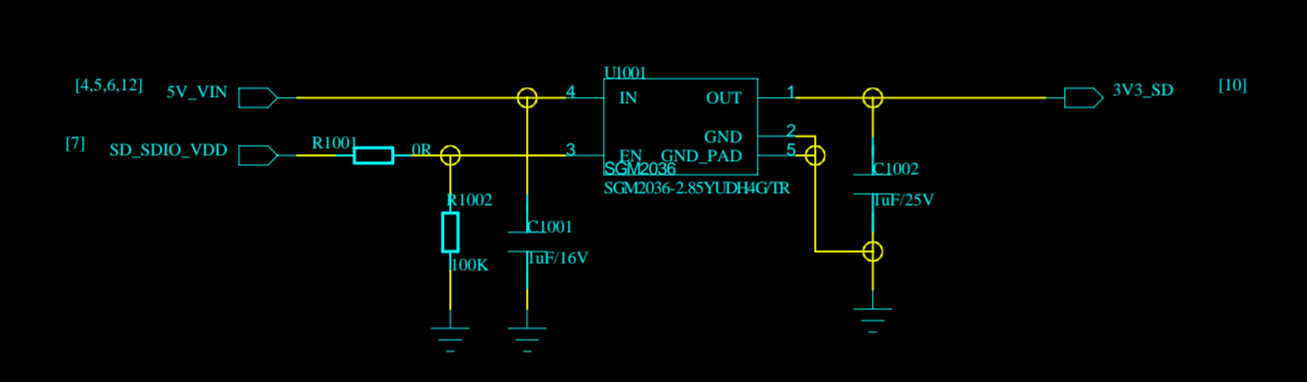 U1001
[4,5,6,12] 5V_VIN 4 IN OUT 1 3V3_SD [10]
GND 2
[7] SD_SDIO_VDD R1001 0R 3 EN GND_PAD 5
SGM2036
SGM2036-2.85YUDH4G/TR
C1002
1uF/25V
R1002
100K
C1001
1uF/16V